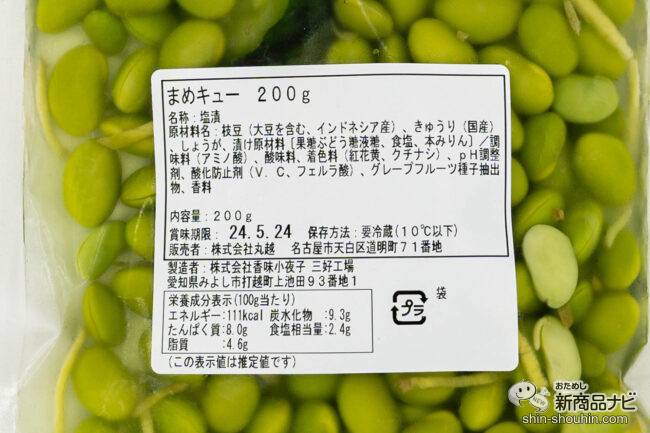 まめキュー 200g
名称：塩漬
原材料名：枝豆（大豆を含む、インドネシア産）、きゅうり（国産）
、しょうが、漬け原材料〔果糖ぶどう糖液糖、食塩、本みりん〕／調
味料（アミノ酸）、酸味料、着色料（紅花黄、クチナシ）、ｐＨ調整
剤、酸化防止剤（Ｖ．Ｃ、フェルラ酸）、グレープフルーツ種子抽出
物、香料
内容量：200g
賞味期限： 24.5.24 保存方法：要冷蔵（10℃以下）
販売者：株式会社丸越 名古屋市天白区道明町71番地
製造者：株式会社香味小夜子 三好工場
愛知県みよし市打越町上池田93番地1
栄養成分表示（100g当たり）
エネルギー:111kcal 炭水化物 :9.3g
たんぱく質:8.0g 食塩相当量:2.4g
脂質 :4.6g
（この表示値は推定値です）
プラ
袋
おためし
NEW
新商品ナビ
shin-shouhin.com